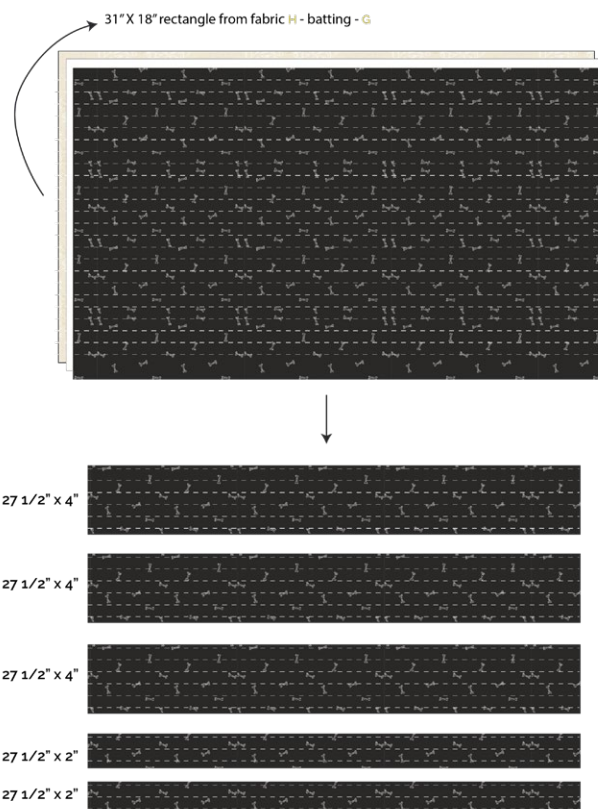 31" X 18" rectangle from fabric H - batting - G
27 1/2" x 4"
27 1/2" x 4"
27 1/2" x 4"
27 1/2" x 2"
27 1/2" x 2"